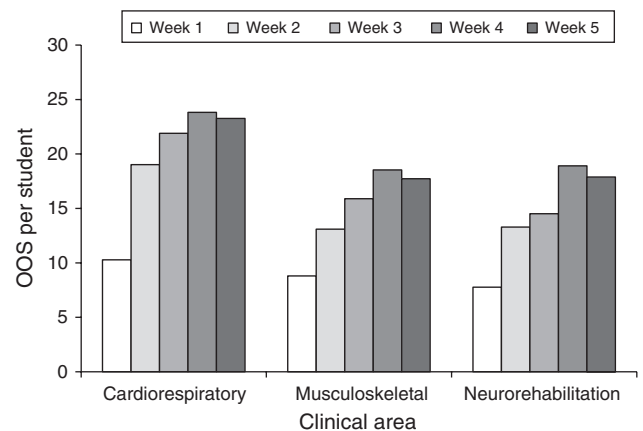 Week 1 Week 2 Week 3 Week 4 Week 5
30
25
20
15
10
5
0
OOS per student
Cardiorespiratory Musculoskeletal Neurorehabilitation
Clinical area